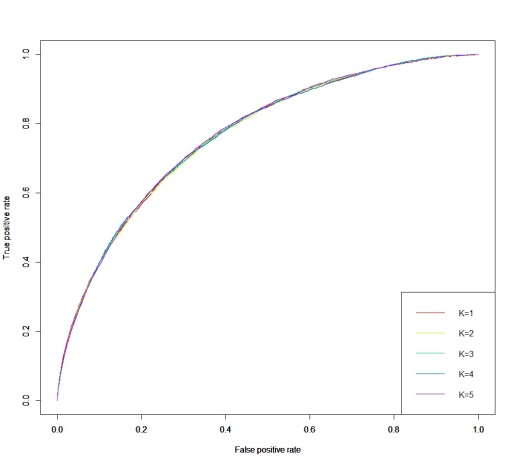 1.0
0.8
0.6
0.4
0.2
0.0
True positive rate
K=1
K=2
K=3
K=4
K=5
0.0 0.2 0.4 0.6 0.8 1.0
False positive rate